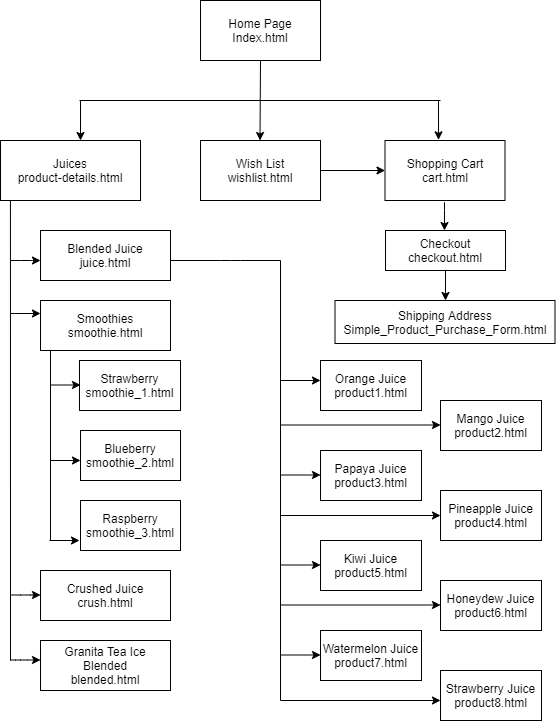 Home Page
Index.html
Juices
product-details.html
Wish List
wishlist.html
Shopping Cart
cart.html
Blended Juice
juice.html
Checkout
checkout.html
Smoothies
smoothie.html
Shipping Address
Simple_Product_Purchase_Form.html
Strawberry
smoothie_1.html
Orange Juice
product1.html
Mango Juice
product2.html
Blueberry
smoothie_2.html
Papaya Juice
product3.html
Pineapple Juice
product4.html
Raspberry
smoothie_3.html
Kiwi Juice
product5.html
Crushed Juice
crush.html
Honeydew Juice
product6.html
Granita Tea Ice
Blended
blended.html
Watermelon Juice
product7.html
Strawberry Juice
product8.html